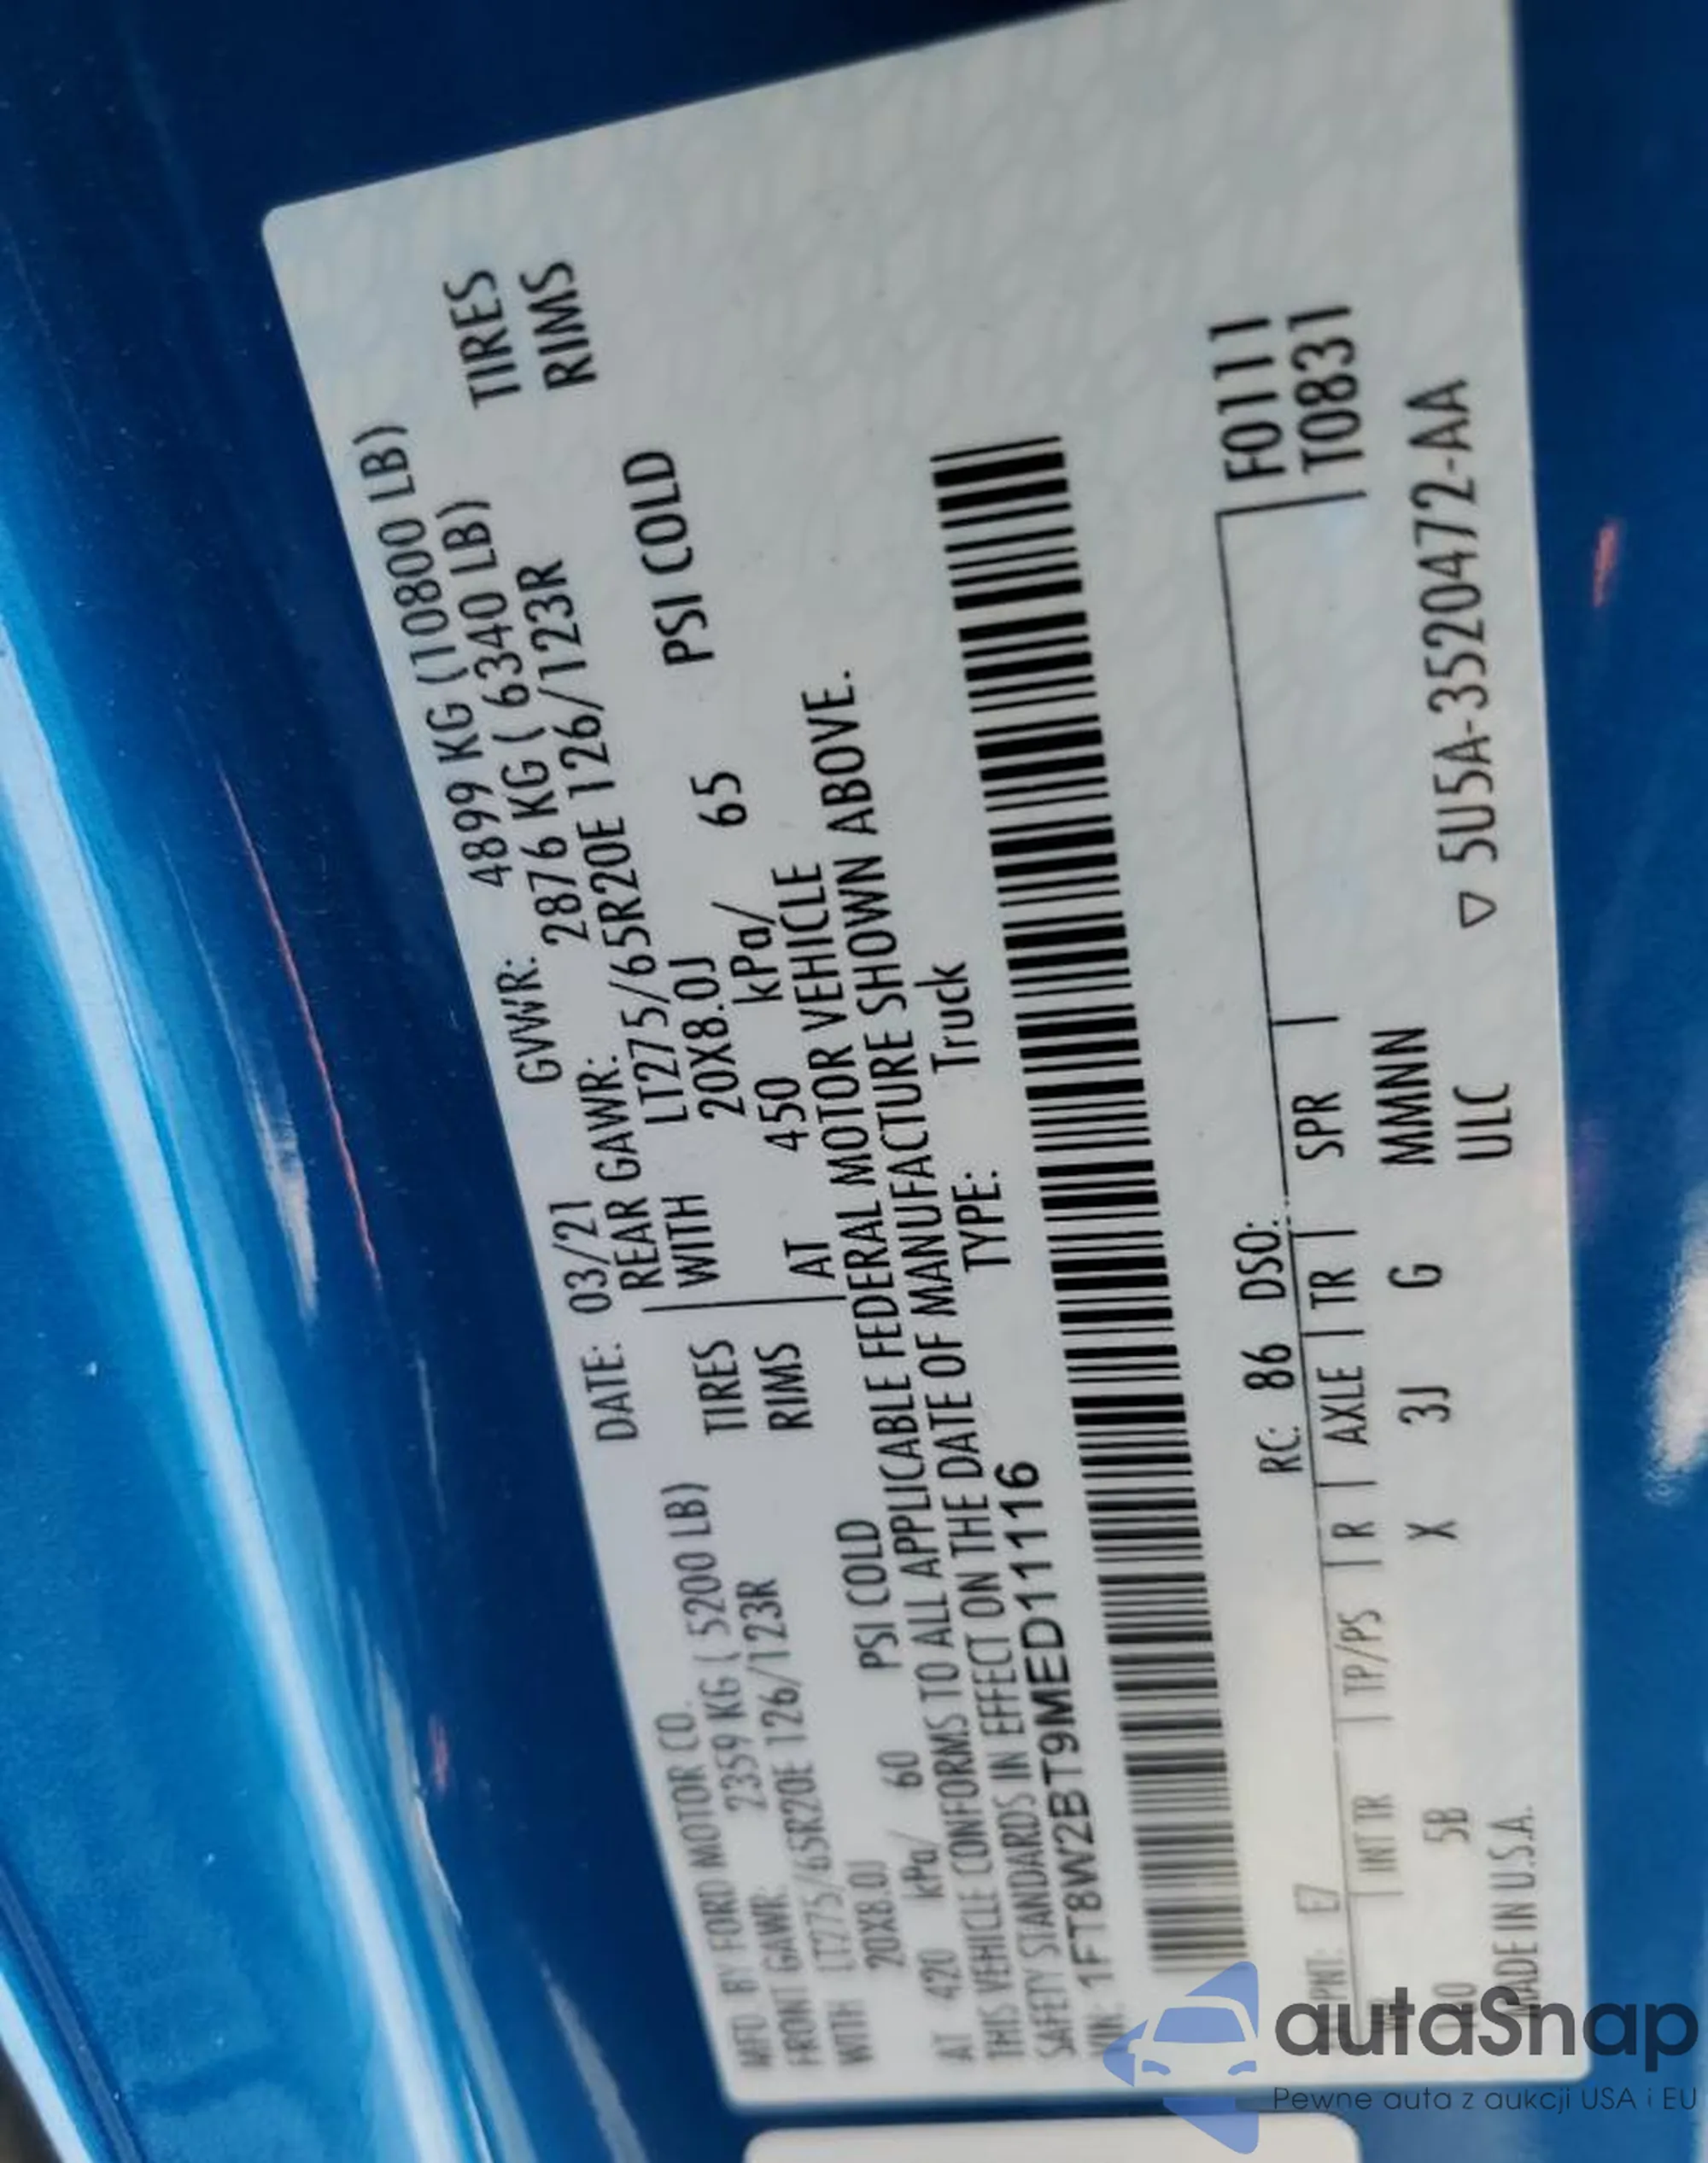 MFD. BY FORD MOTOR CO. DATE: 03/21 GVWR: 4899 KG (10800 LB)
FRONT GAWR: 2359 KG ( 5200 LB) REAR GAWR: 2876 KG ( 6340 LB)
LT275/65R20E 126/123R TIRES WITH LT275/65R20E 126/123R TIRES
WITH 20X8.0J RIMS 20X8.0J RIMS
AT 420 kPa/ 60 PSI COLD AT 450 kPa/ 65 PSI COLD
THIS VEHICLE CONFORMS TO ALL APPLICABLE FEDERAL MOTOR VEHICLE
SAFETY STANDARDS IN EFFECT ON THE DATE OF MANUFACTURE SHOWN ABOVE.
VIN: 1FT8W2BT9MED11116 TYPE: Truck
PNT: E7 RC: 86 DSO: F0111
INT TR TP/PS R AXLE TR SPR T0831
5B X 3J G MMNN
MADE IN U.S.A. ULC ▽ 5U5A-3520472-AA
autaSnap
Pewne auta z aukcji USA i EU